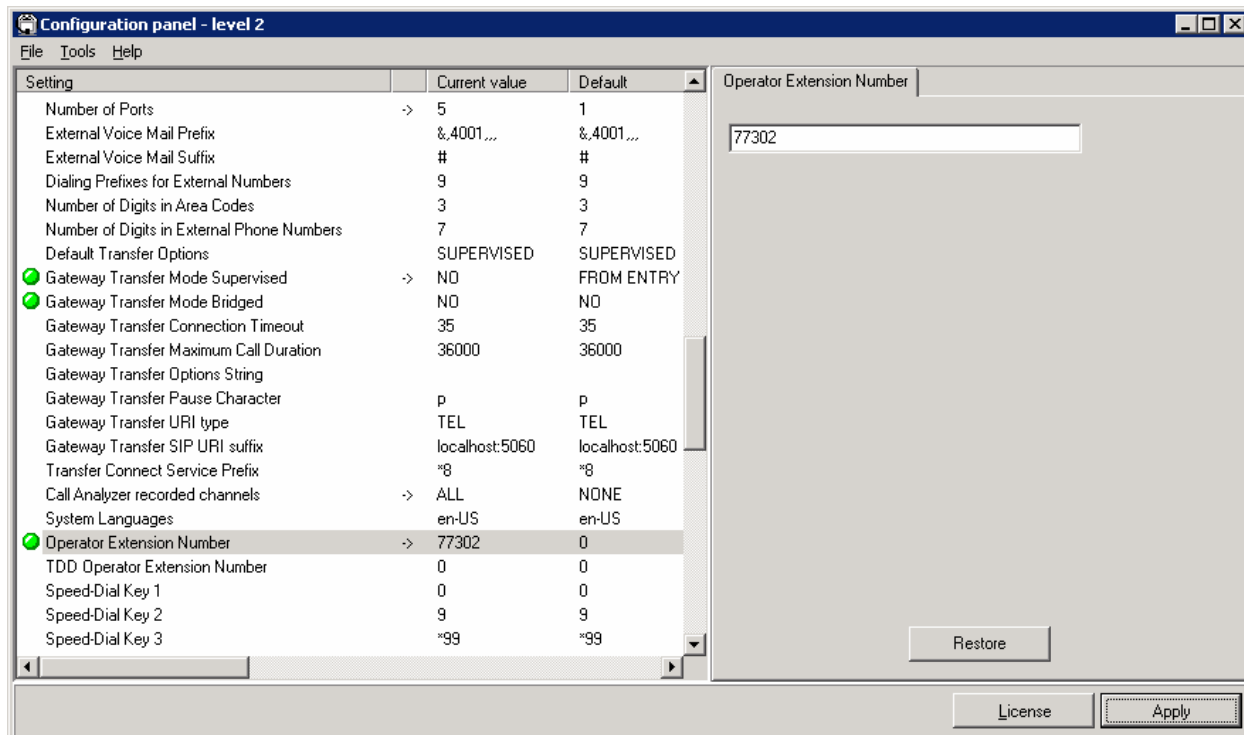 Configuration panel - level 2
File Tools Help
Setting Current value Default
Number of Ports -> 5 1
External Voice Mail Prefix &,4001,,, &,4001,,,
External Voice Mail Suffix # #
Dialing Prefixes for External Numbers 9 9
Number of Digits in Area Codes 3 3
Number of Digits in External Phone Numbers 7 7
Default Transfer Options SUPERVISED SUPERVISED
Gateway Transfer Mode Supervised -> NO FROM ENTRY
Gateway Transfer Mode Bridged NO NO
Gateway Transfer Connection Timeout 35 35
Gateway Transfer Maximum Call Duration 36000 36000
Gateway Transfer Options String
Gateway Transfer Pause Character p p
Gateway Transfer URI type TEL TEL
Gateway Transfer SIP URI suffix localhost:5060 localhost:5060
Transfer Connect Service Prefix *8 *8
Call Analyzer recorded channels -> ALL NONE
System Languages en-US en-US
Operator Extension Number -> 77302 0
TDD Operator Extension Number 0 0
Speed-Dial Key 1 0 0
Speed-Dial Key 2 9 9
Speed-Dial Key 3 *99 *99
Operator Extension Number
77302
Restore
License Apply